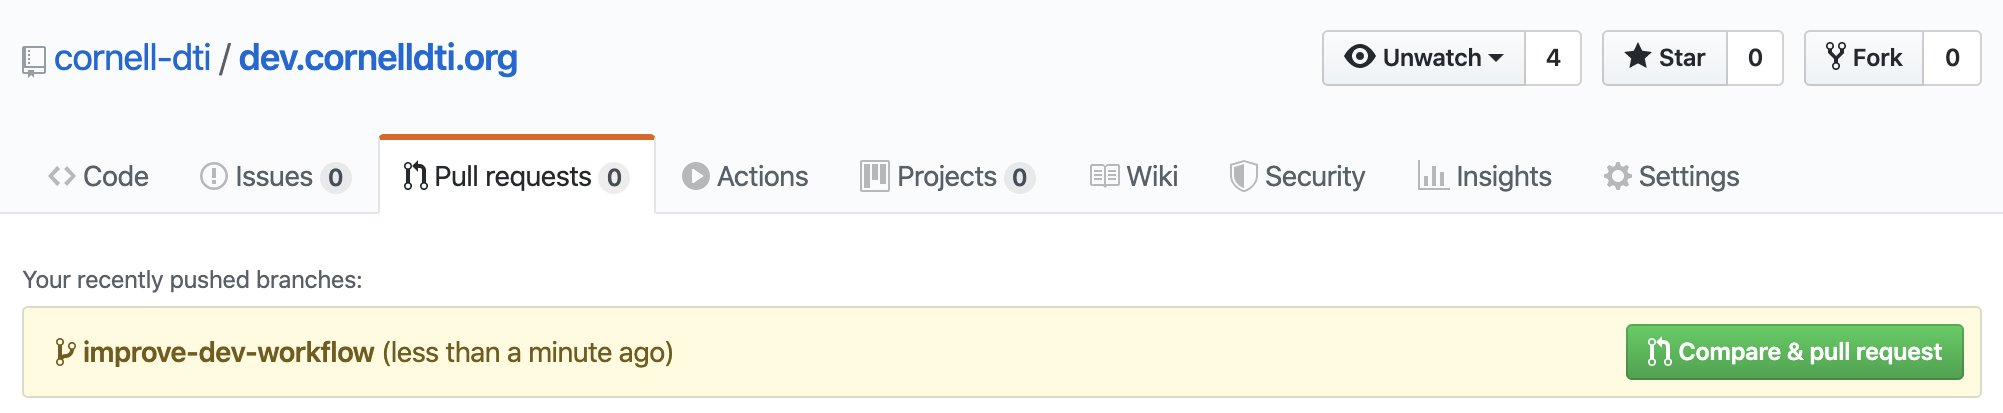 cornell-dti / dev.cornelldti.org Unwatch 4 Star 0 Fork 0
Code Issues 0 Pull requests 0 Actions Projects 0 Wiki Security Insights Settings
Your recently pushed branches:
improve-dev-workflow (less than a minute ago) Compare & pull request